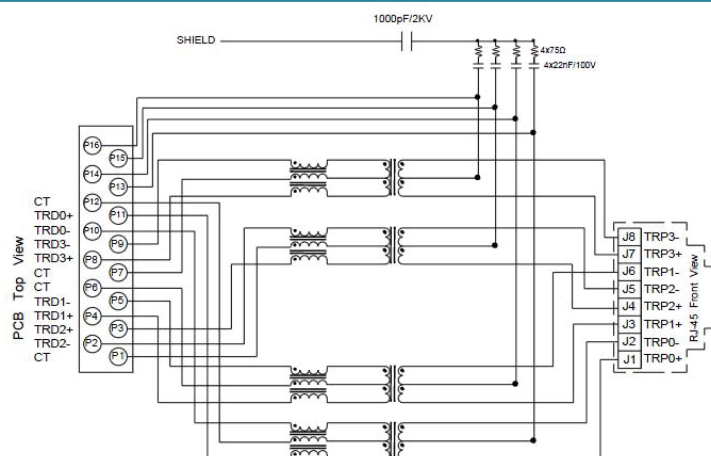 1000pF/2KV
SHIELD
4x75Ω
4x22nF/100V
P16
P15
P14
P13
CT P12
TRD0+ P11
TRD0- P10
TRD3- P9
TRD3+ P8
CT P7
CT P6
TRD1- P5
TRD1+ P4
TRD2+ P3
TRD2- P2
CT P1
PCB Top View
J8 TRP3-
J7 TRP3+
J6 TRP1-
J5 TRP2-
J4 TRP2+
J3 TRP1+
J2 TRP0-
J1 TRP0+
RJ-45 Front View